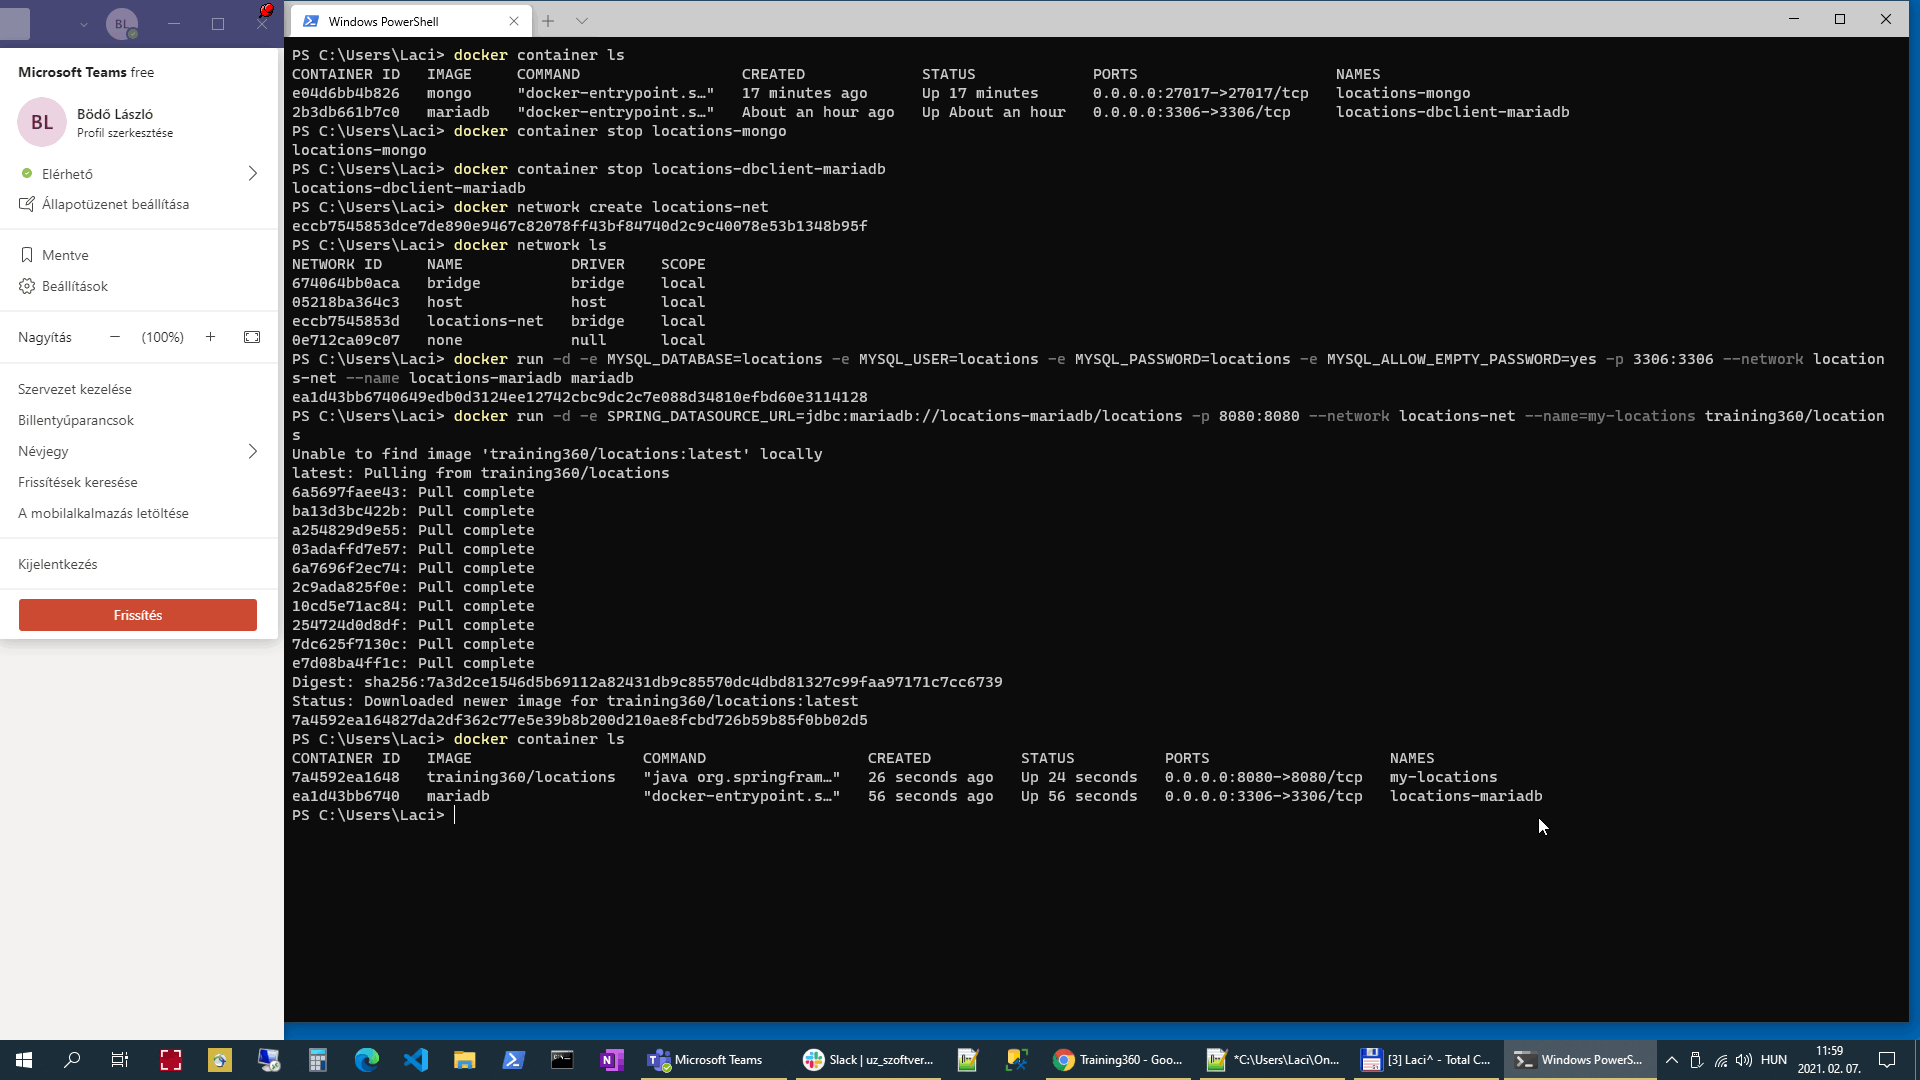 BL
Microsoft Teams free
BL
Bödő László
Profil szerkesztése
Elérhető
Állapotüzenet beállítása
Mentve
Beállítások
Nagyítás — (100%) +
Szervezet kezelése
Billentyűparancsok
Névjegy
Frissítések keresése
A mobilalkalmazás letöltése
Kijelentkezés
Frissítés
Windows PowerShell
PS C:\Users\Laci> docker container ls
CONTAINER ID   IMAGE     COMMAND                  CREATED             STATUS             PORTS                      NAMES
e04d6bb4b826   mongo     "docker-entrypoint.s…"   17 minutes ago      Up 17 minutes      0.0.0.0:27017->27017/tcp   locations-mongo
2b3db661b7c0   mariadb   "docker-entrypoint.s…"   About an hour ago   Up About an hour   0.0.0.0:3306->3306/tcp     locations-dbclient-mariadb
PS C:\Users\Laci> docker container stop locations-mongo
locations-mongo
PS C:\Users\Laci> docker container stop locations-dbclient-mariadb
locations-dbclient-mariadb
PS C:\Users\Laci> docker network create locations-net
eccb7545853dce7de890e9467c82078ff43bf84740d2c9c40078e53b1348b95f
PS C:\Users\Laci> docker network ls
NETWORK ID     NAME            DRIVER    SCOPE
674064bb0aca   bridge          bridge    local
05218ba364c3   host            host      local
eccb7545853d   locations-net   bridge    local
0e712ca09c07   none            null      local
PS C:\Users\Laci> docker run -d -e MYSQL_DATABASE=locations -e MYSQL_USER=locations -e MYSQL_PASSWORD=locations -e MYSQL_ALLOW_EMPTY_PASSWORD=yes -p 3306:3306 --network location
s-net --name locations-mariadb mariadb
ea1d43bb6740649edb0d3124ee12742cbc9dc2c7e088d34810efbd60e3114128
PS C:\Users\Laci> docker run -d -e SPRING_DATASOURCE_URL=jdbc:mariadb://locations-mariadb/locations -p 8080:8080 --network locations-net --name=my-locations training360/location
s
Unable to find image 'training360/locations:latest' locally
latest: Pulling from training360/locations
6a5697faee43: Pull complete
ba13d3bc422b: Pull complete
a254829d9e55: Pull complete
03adaffd7e57: Pull complete
6a7696f2ec74: Pull complete
2c9ada825f0e: Pull complete
10cd5e71ac84: Pull complete
254724d0d8df: Pull complete
7dc625f7130c: Pull complete
e7d08ba4ff1c: Pull complete
Digest: sha256:7a3d2ce1546d5b69112a82431db9c85570dc4dbd81327c99faa97171c7cc6739
Status: Downloaded newer image for training360/locations:latest
7a4592ea164827da2df362c77e5e39b8b200d210ae8fcbd726b59b85f0bb02d5
PS C:\Users\Laci> docker container ls
CONTAINER ID   IMAGE                   COMMAND                  CREATED          STATUS          PORTS                    NAMES
7a4592ea1648   training360/locations   "java org.springfram…"   26 seconds ago   Up 24 seconds   0.0.0.0:8080->8080/tcp   my-locations
ea1d43bb6740   mariadb                 "docker-entrypoint.s…"   56 seconds ago   Up 56 seconds   0.0.0.0:3306->3306/tcp   locations-mariadb
PS C:\Users\Laci>
Microsoft Teams
Slack | uz_szoftver...
Training360 - Goo...
*C:\Users\Laci\On...
[3] Laci^ - Total C...
Windows PowerS...
HUN
11:59
2021. 02. 07.